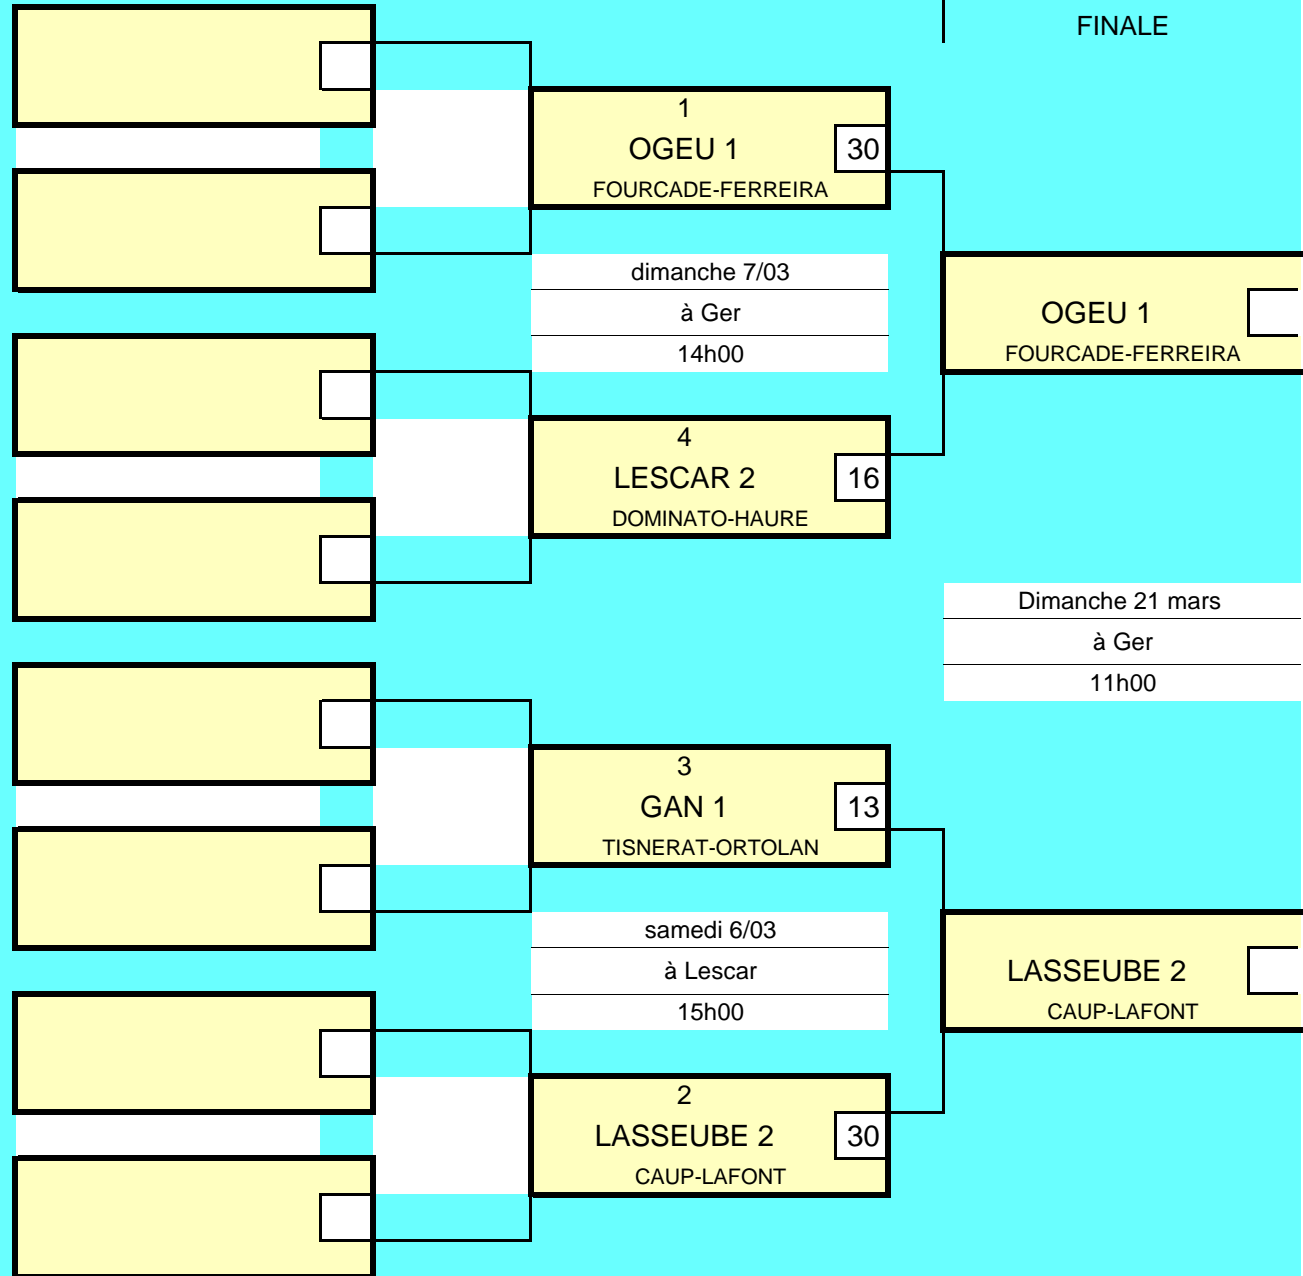 FINALE
1
OGEU 1
30
FOURCADE-FERREIRA
dimanche 7/03
à Ger
14h00
OGEU 1
FOURCADE-FERREIRA
4
LESCAR 2
16
DOMINATO-HAURE
Dimanche 21 mars
à Ger
11h00
3
GAN 1
13
TISNERAT-ORTOLAN
samedi 6/03
à Lescar
15h00
LASSEUBE 2
CAUP-LAFONT
2
LASSEUBE 2
30
CAUP-LAFONT